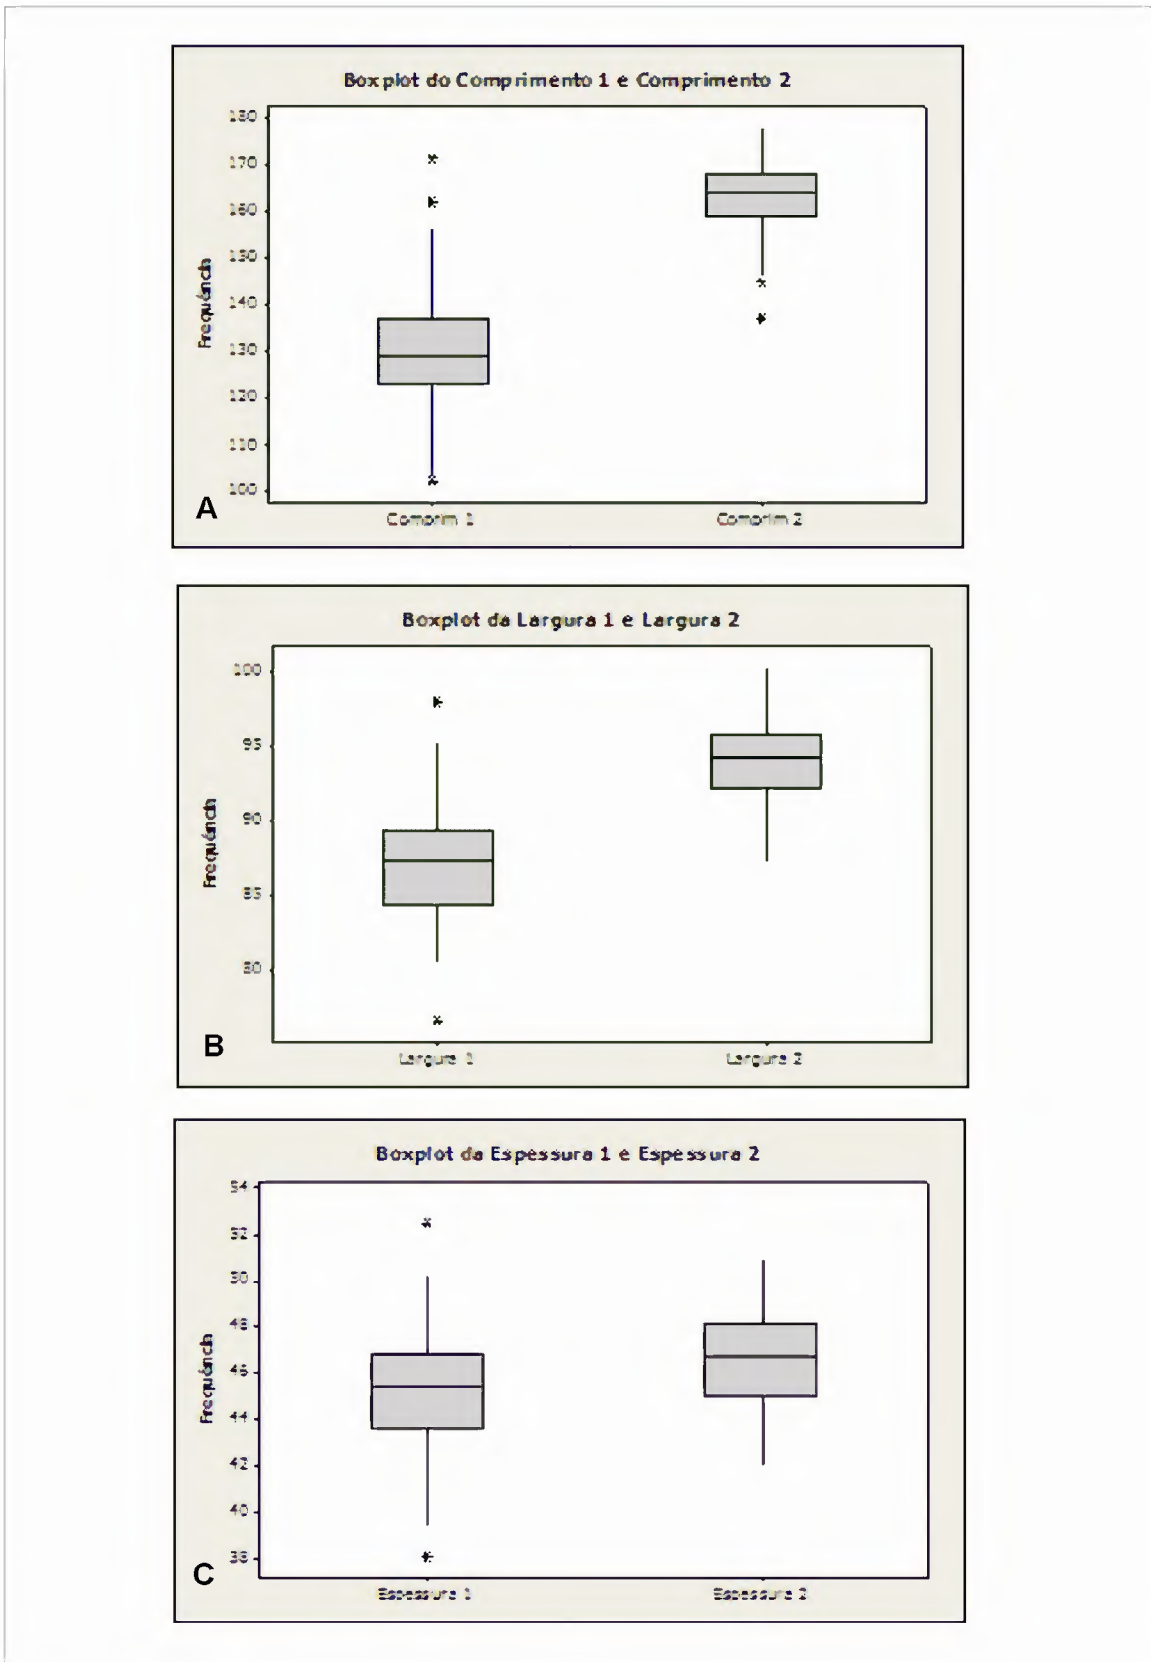 Boxplot do Comprimento 1 e Comprimento 2
180
170
160
150
140
130
120
110
100
Frequência
A
Comprim 1
Comprim 2
Boxplot da Largura 1 e Largura 2
100
95
90
85
80
Frequência
B
Largura 1
Largura 2
Boxplot da Espessura 1 e Espessura 2
54
52
50
48
46
44
42
40
38
Frequência
C
Espessura 1
Espessura 2